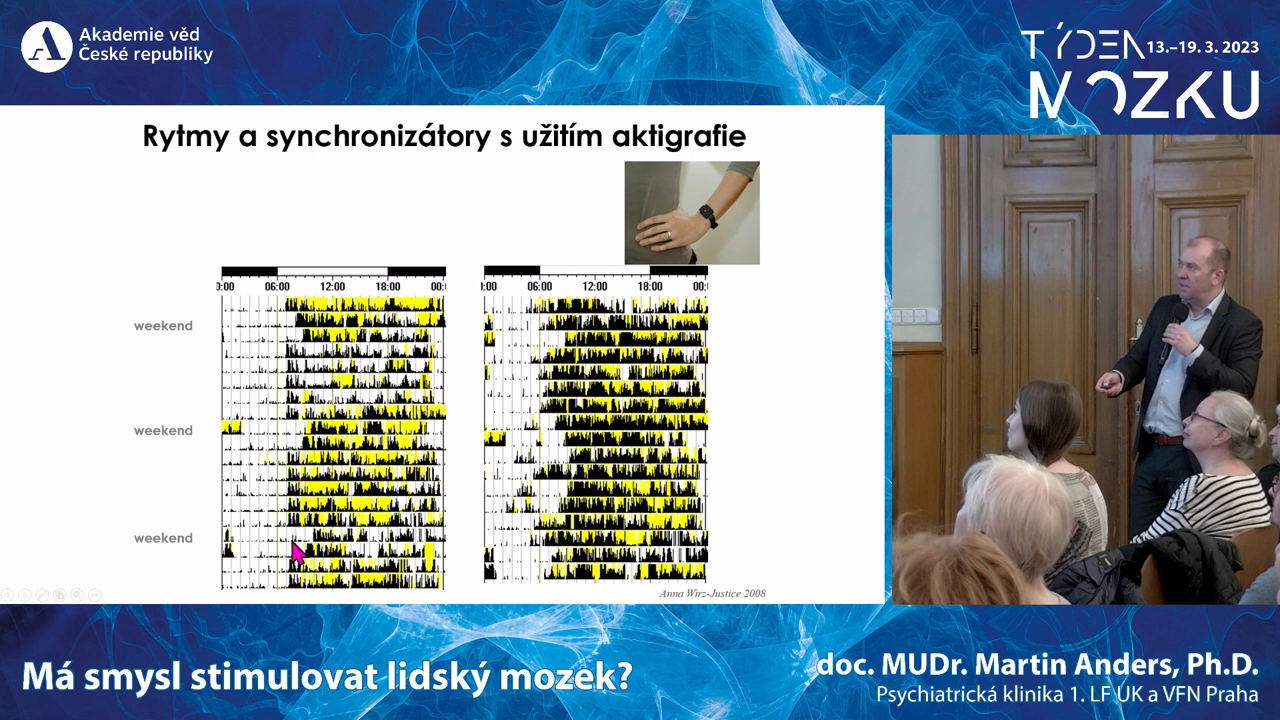 Akademie věd
České republiky
TÝDEN 13.–19. 3. 2023
MOZKU
Rytmy a synchronizátory s užitím aktigrafie
0:00 06:00 12:00 18:00 00:
0:00 06:00 12:00 18:00 00:
weekend
weekend
weekend
Anna Wirz-Justice 2008
Má smysl stimulovat lidský mozek?
doc. MUDr. Martin Anders, Ph.D.
Psychiatrická klinika 1. LF UK a VFN Praha